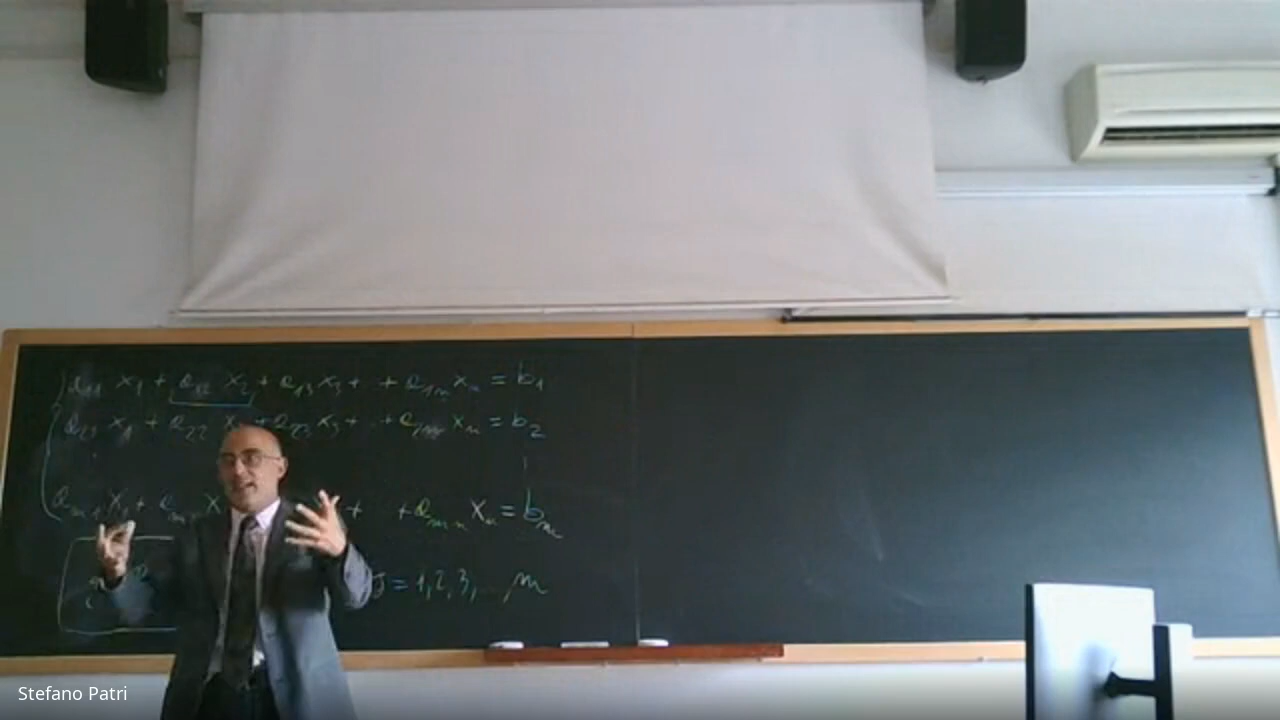 a₁₁ x₁ + a₁₂ x₂ + a₁₃ x₃ + + a₁ₙ xₙ = b₁
a₂₁ x₁ + a₂₂ x₂ + a₂₃ x₃ + .. + a₂ₙ xₙ = b₂
aₘ₁ x₁ + + + aₘₙ xₙ = bₘ
J = 1, 2, 3, ... , m
Stefano Patri